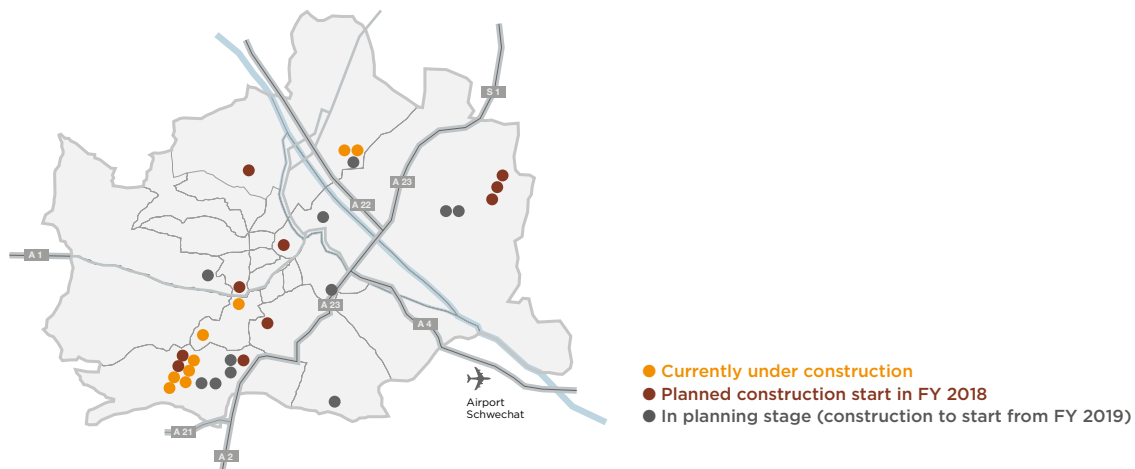 S 1
A 23
A 22
A 1
A 23
A 4
Airport
Schwechat
A 21
A 2
Currently under construction
Planned construction start in FY 2018
In planning stage (construction to start from FY 2019)